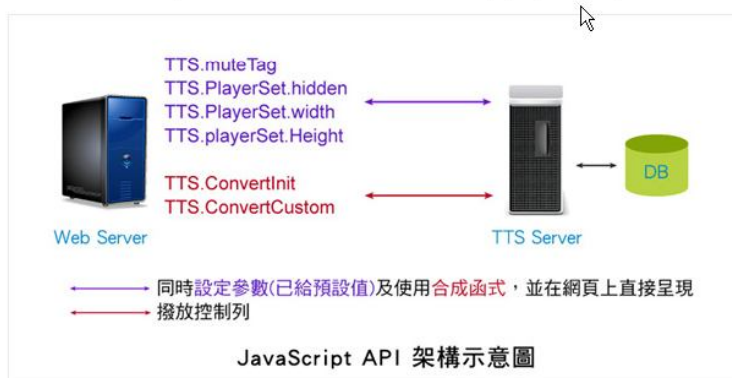 TTS.muteTag
TTS.PlayerSet.hidden
TTS.PlayerSet.width
TTS.playerSet.Height
TTS.ConvertInit
TTS.ConvertCustom
DB
Web Server
TTS Server
同時設定參數(已給預設值)及使用合成函式，並在網頁上直接呈現
撥放控制列
JavaScript API 架構示意圖